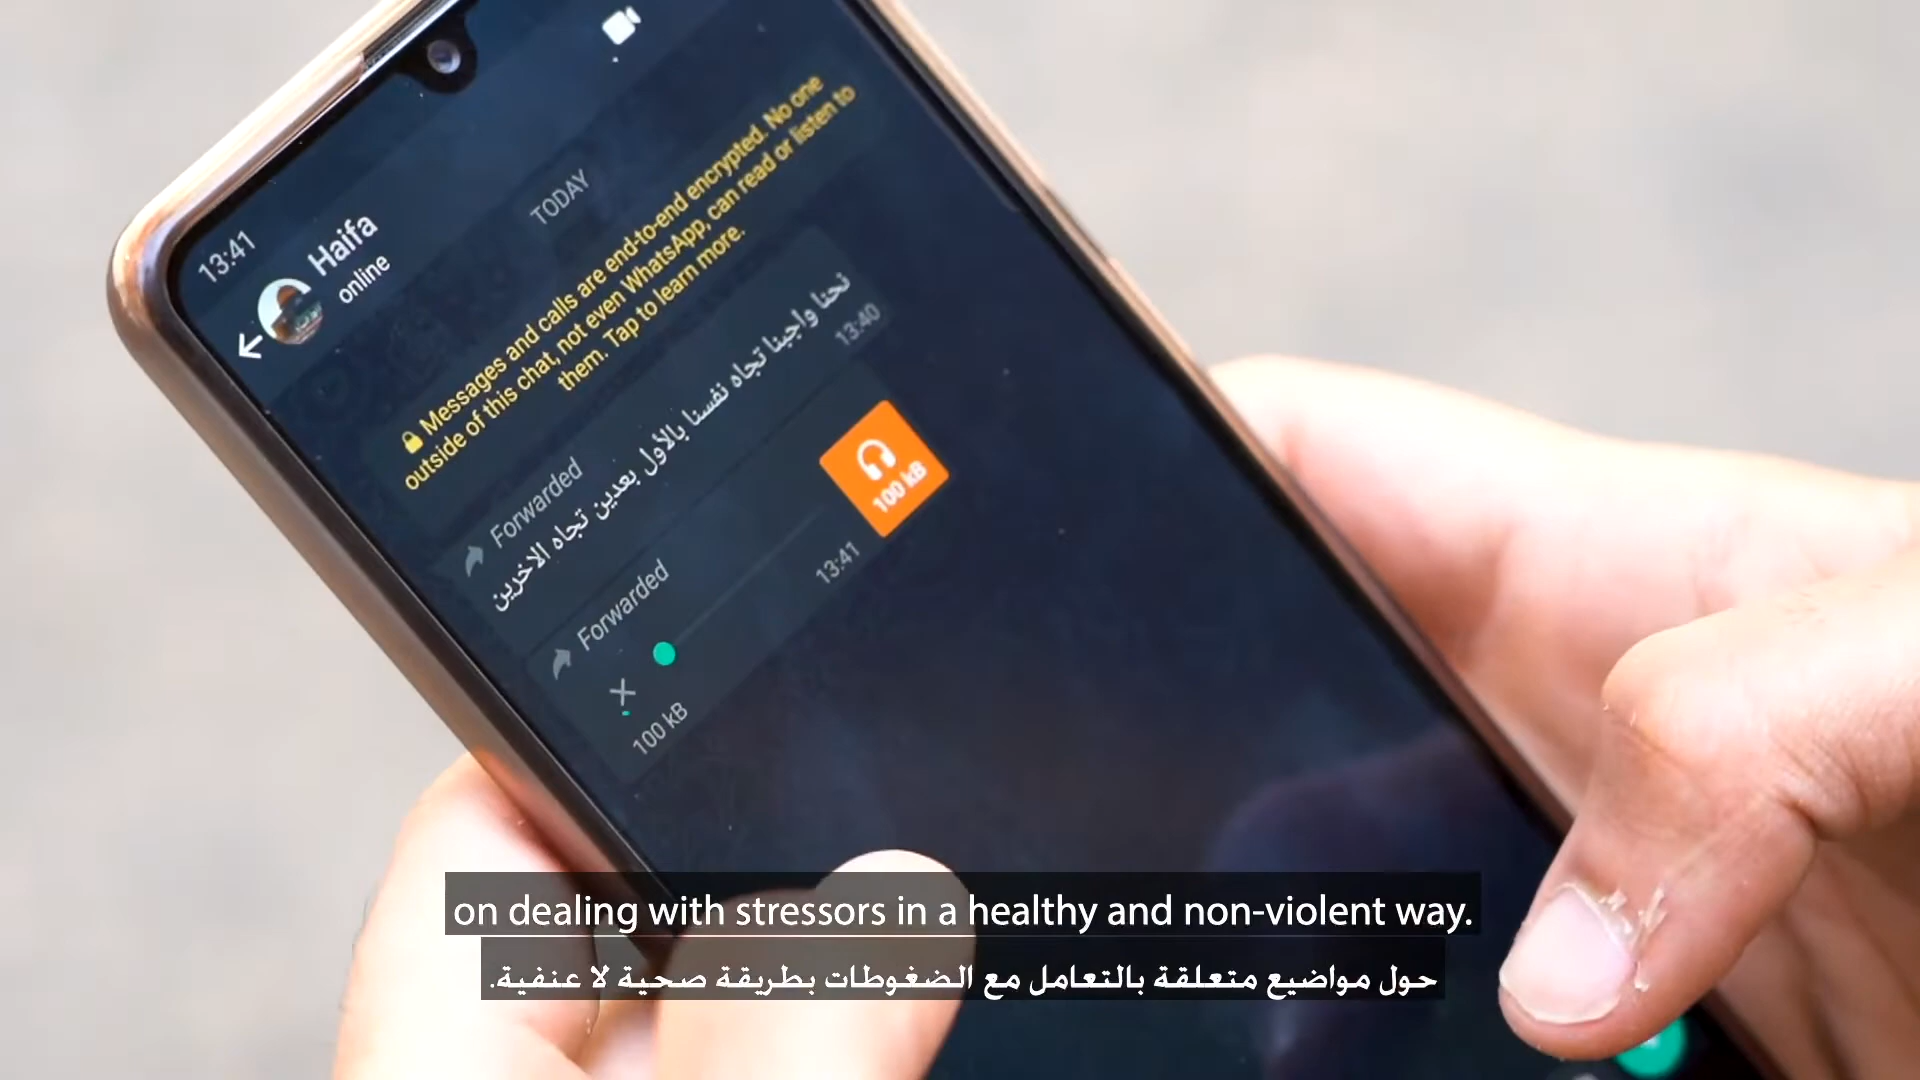 13:41
Haifa
online
TODAY
Messages and calls are end-to-end encrypted. No one
outside of this chat, not even WhatsApp, can read or listen to
them. Tap to learn more.
Forwarded
نحنا واجبنا تجاه نفسنا بالأول بعدين تجاه الاخرين
13:40
Forwarded
100 kB
100 kB
13:41
on dealing with stressors in a healthy and non-violent way.
حول مواضيع متعلقة بالتعامل مع الضغوطات بطريقة صحية لا عنفية.